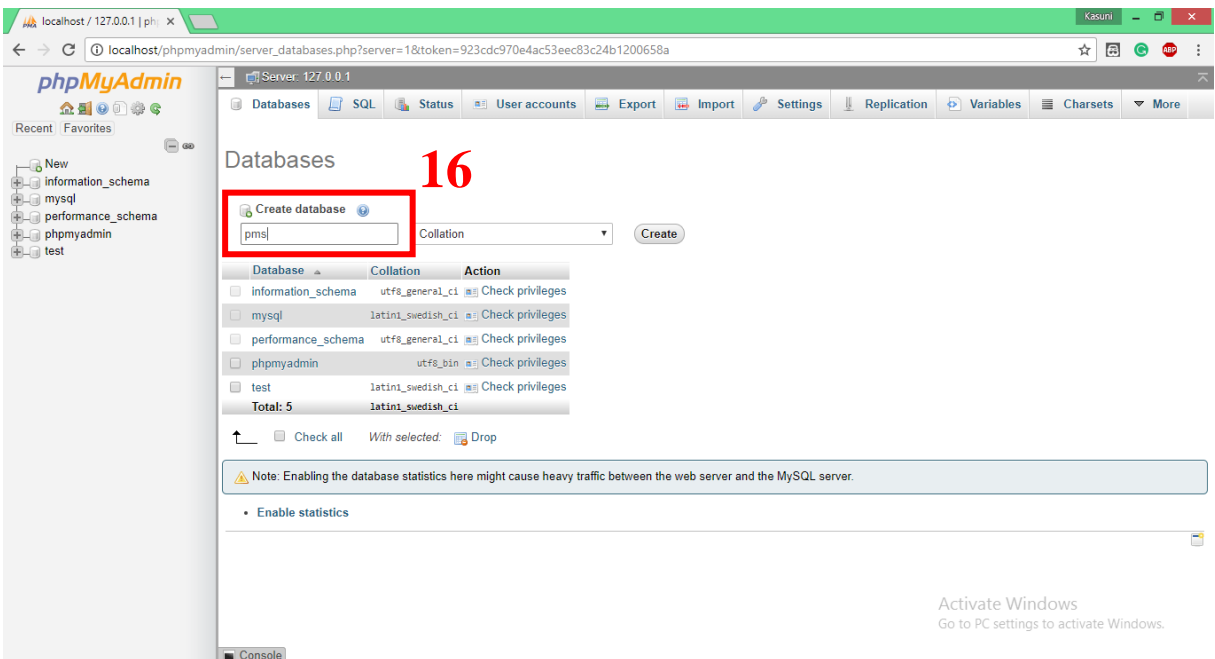 localhost / 127.0.0.1 | ph
Kasuni
localhost/phpmyadmin/server_databases.php?server=1&token=923cdc970e4ac53eec83c24b1200658a
ABP
phpMyAdmin
Recent Favorites
New
information_schema
mysql
performance_schema
phpmyadmin
test
Server: 127.0.0.1
Databases SQL Status User accounts Export Import Settings Replication Variables Charsets More
Databases
16
Create database
pms Collation Create
Database Collation Action
information_schema utf8_general_ci Check privileges
mysql latin1_swedish_ci Check privileges
performance_schema utf8_general_ci Check privileges
phpmyadmin utf8_bin Check privileges
test latin1_swedish_ci Check privileges
Total: 5 latin1_swedish_ci
Check all With selected: Drop
Note: Enabling the database statistics here might cause heavy traffic between the web server and the MySQL server.
• Enable statistics
Activate Windows
Go to PC settings to activate Windows.
Console